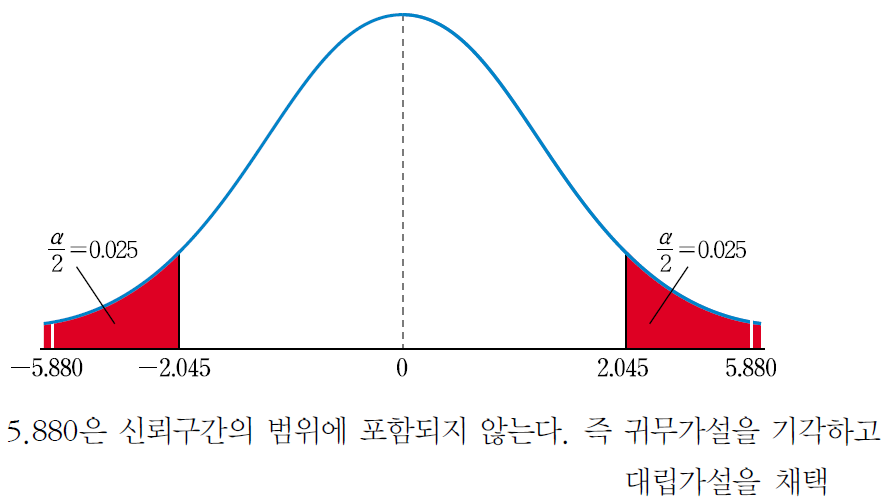 α/2=0.025
α/2=0.025
−5.880 −2.045 0 2.045 5.880
5.880은 신뢰구간의 범위에 포함되지 않는다. 즉 귀무가설을 기각하고
대립가설을 채택